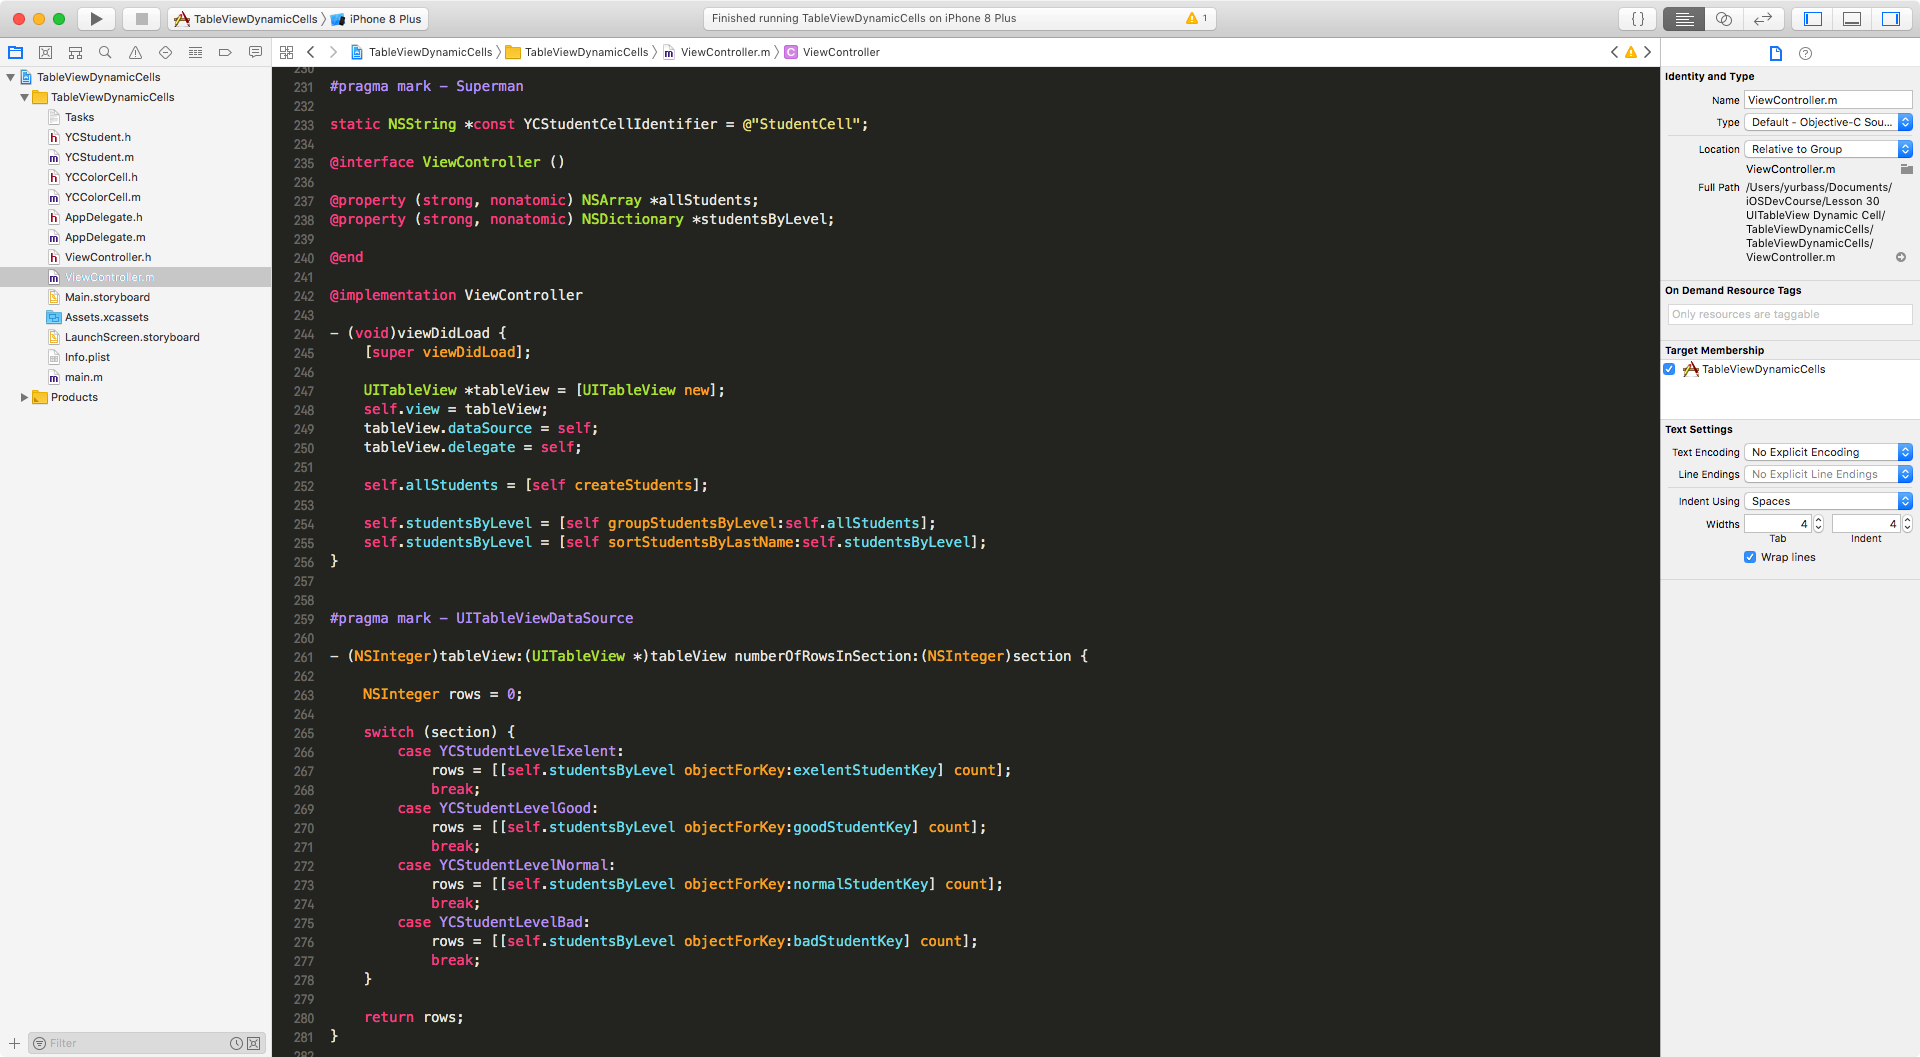 TableViewDynamicCells › iPhone 8 Plus
Finished running TableViewDynamicCells on iPhone 8 Plus
1
{ }
TableViewDynamicCells › TableViewDynamicCells › ViewController.m › C ViewController
TableViewDynamicCells
TableViewDynamicCells
Tasks
h YCStudent.h
m YCStudent.m
h YCColorCell.h
m YCColorCell.m
h AppDelegate.h
m AppDelegate.m
h ViewController.h
m ViewController.m
Main.storyboard
Assets.xcassets
LaunchScreen.storyboard
Info.plist
m main.m
Products
Filter
230
231 #pragma mark - Superman
232
233 static NSString *const YCStudentCellIdentifier = @"StudentCell";
234
235 @interface ViewController ()
236
237 @property (strong, nonatomic) NSArray *allStudents;
238 @property (strong, nonatomic) NSDictionary *studentsByLevel;
239
240 @end
241
242 @implementation ViewController
243
244 - (void)viewDidLoad {
245     [super viewDidLoad];
246
247     UITableView *tableView = [UITableView new];
248     self.view = tableView;
249     tableView.dataSource = self;
250     tableView.delegate = self;
251
252     self.allStudents = [self createStudents];
253
254     self.studentsByLevel = [self groupStudentsByLevel:self.allStudents];
255     self.studentsByLevel = [self sortStudentsByLastName:self.studentsByLevel];
256 }
257
258
259 #pragma mark - UITableViewDataSource
260
261 - (NSInteger)tableView:(UITableView *)tableView numberOfRowsInSection:(NSInteger)section {
262
263     NSInteger rows = 0;
264
265     switch (section) {
266         case YCStudentLevelExelent:
267             rows = [[self.studentsByLevel objectForKey:exelentStudentKey] count];
268             break;
269         case YCStudentLevelGood:
270             rows = [[self.studentsByLevel objectForKey:goodStudentKey] count];
271             break;
272         case YCStudentLevelNormal:
273             rows = [[self.studentsByLevel objectForKey:normalStudentKey] count];
274             break;
275         case YCStudentLevelBad:
276             rows = [[self.studentsByLevel objectForKey:badStudentKey] count];
277             break;
278     }
279
280     return rows;
281 }
282
Identity and Type
Name ViewController.m
Type Default - Objective-C Sou...
Location Relative to Group
ViewController.m
Full Path /Users/yurbass/Documents/
iOSDevCourse/Lesson 30
UITableView Dynamic Cell/
TableViewDynamicCells/
TableViewDynamicCells/
ViewController.m
On Demand Resource Tags
Only resources are taggable
Target Membership
TableViewDynamicCells
Text Settings
Text Encoding No Explicit Encoding
Line Endings No Explicit Line Endings
Indent Using Spaces
Widths 4 4
Tab Indent
Wrap lines